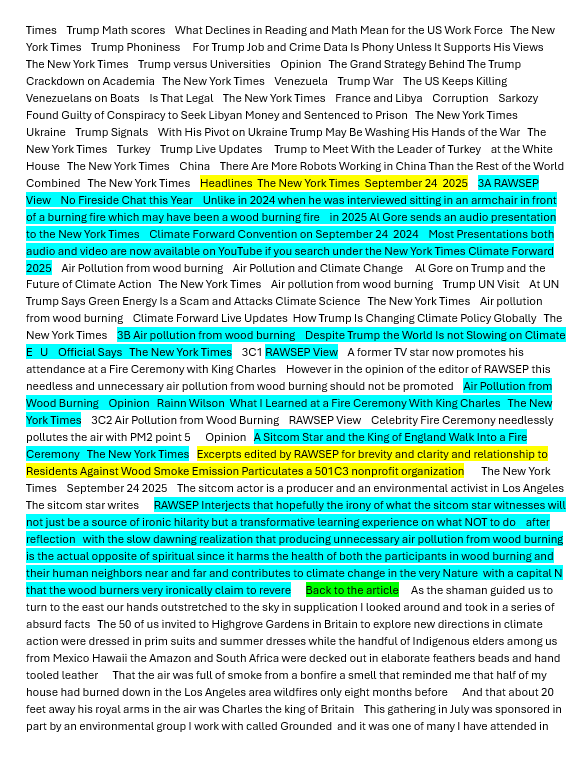 Times Trump Math scores What Declines in Reading and Math Mean for the US Work Force The New
York Times Trump Phoniness For Trump Job and Crime Data Is Phony Unless It Supports His Views
The New York Times Trump versus Universities Opinion The Grand Strategy Behind The Trump
Crackdown on Academia The New York Times Venezuela Trump War The US Keeps Killing
Venezuelans on Boats Is That Legal The New York Times France and Libya Corruption Sarkozy
Found Guilty of Conspiracy to Seek Libyan Money and Sentenced to Prison The New York Times
Ukraine Trump Signals With His Pivot on Ukraine Trump May Be Washing His Hands of the War The
New York Times Turkey Trump Live Updates Trump to Meet With the Leader of Turkey at the White
House The New York Times China There Are More Robots Working in China Than the Rest of the World
Combined The New York Times Headlines The New York Times September 24 2025 3A RAWSEP
View No Fireside Chat this Year Unlike in 2024 when he was interviewed sitting in an armchair in front
of a burning fire which may have been a wood burning fire in 2025 Al Gore sends an audio presentation
to the New York Times Climate Forward Convention on September 24 2024 Most Presentations both
audio and video are now available on YouTube if you search under the New York Times Climate Forward
2025 Air Pollution from wood burning Air Pollution and Climate Change Al Gore on Trump and the
Future of Climate Action The New York Times Air pollution from wood burning Trump UN Visit At UN
Trump Says Green Energy Is a Scam and Attacks Climate Science The New York Times Air pollution
from wood burning Climate Forward Live Updates How Trump Is Changing Climate Policy Globally The
New York Times 3B Air pollution from wood burning Despite Trump the World is not Slowing on Climate
E U Official Says The New York Times 3C1 RAWSEP View A former TV star now promotes his
attendance at a Fire Ceremony with King Charles However in the opinion of the editor of RAWSEP this
needless and unnecessary air pollution from wood burning should not be promoted Air Pollution from
Wood Burning Opinion Rainn Wilson What I Learned at a Fire Ceremony With King Charles The New
York Times 3C2 Air Pollution from Wood Burning RAWSEP View Celebrity Fire Ceremony needlessly
pollutes the air with PM2 point 5 Opinion A Sitcom Star and the King of England Walk Into a Fire
Ceremony The New York Times Excerpts edited by RAWSEP for brevity and clarity and relationship to
Residents Against Wood Smoke Emission Particulates a 501C3 nonprofit organization The New York
Times September 24 2025 The sitcom actor is a producer and an environmental activist in Los Angeles
The sitcom star writes RAWSEP Interjects that hopefully the irony of what the sitcom star witnesses will
not just be a source of ironic hilarity but a transformative learning experience on what NOT to do after
reflection with the slow dawning realization that producing unnecessary air pollution from wood burning
is the actual opposite of spiritual since it harms the health of both the participants in wood burning and
their human neighbors near and far and contributes to climate change in the very Nature with a capital N
that the wood burners very ironically claim to revere Back to the article As the shaman guided us to
turn to the east our hands outstretched to the sky in supplication I looked around and took in a series of
absurd facts The 50 of us invited to Highgrove Gardens in Britain to explore new directions in climate
action were dressed in prim suits and summer dresses while the handful of Indigenous elders among us
from Mexico Hawaii the Amazon and South Africa were decked out in elaborate feathers beads and hand
tooled leather That the air was full of smoke from a bonfire a smell that reminded me that half of my
house had burned down in the Los Angeles area wildfires only eight months before And that about 20
feet away his royal arms in the air was Charles the king of Britain This gathering in July was sponsored in
part by an environmental group I work with called Grounded and it was one of many I have attended in